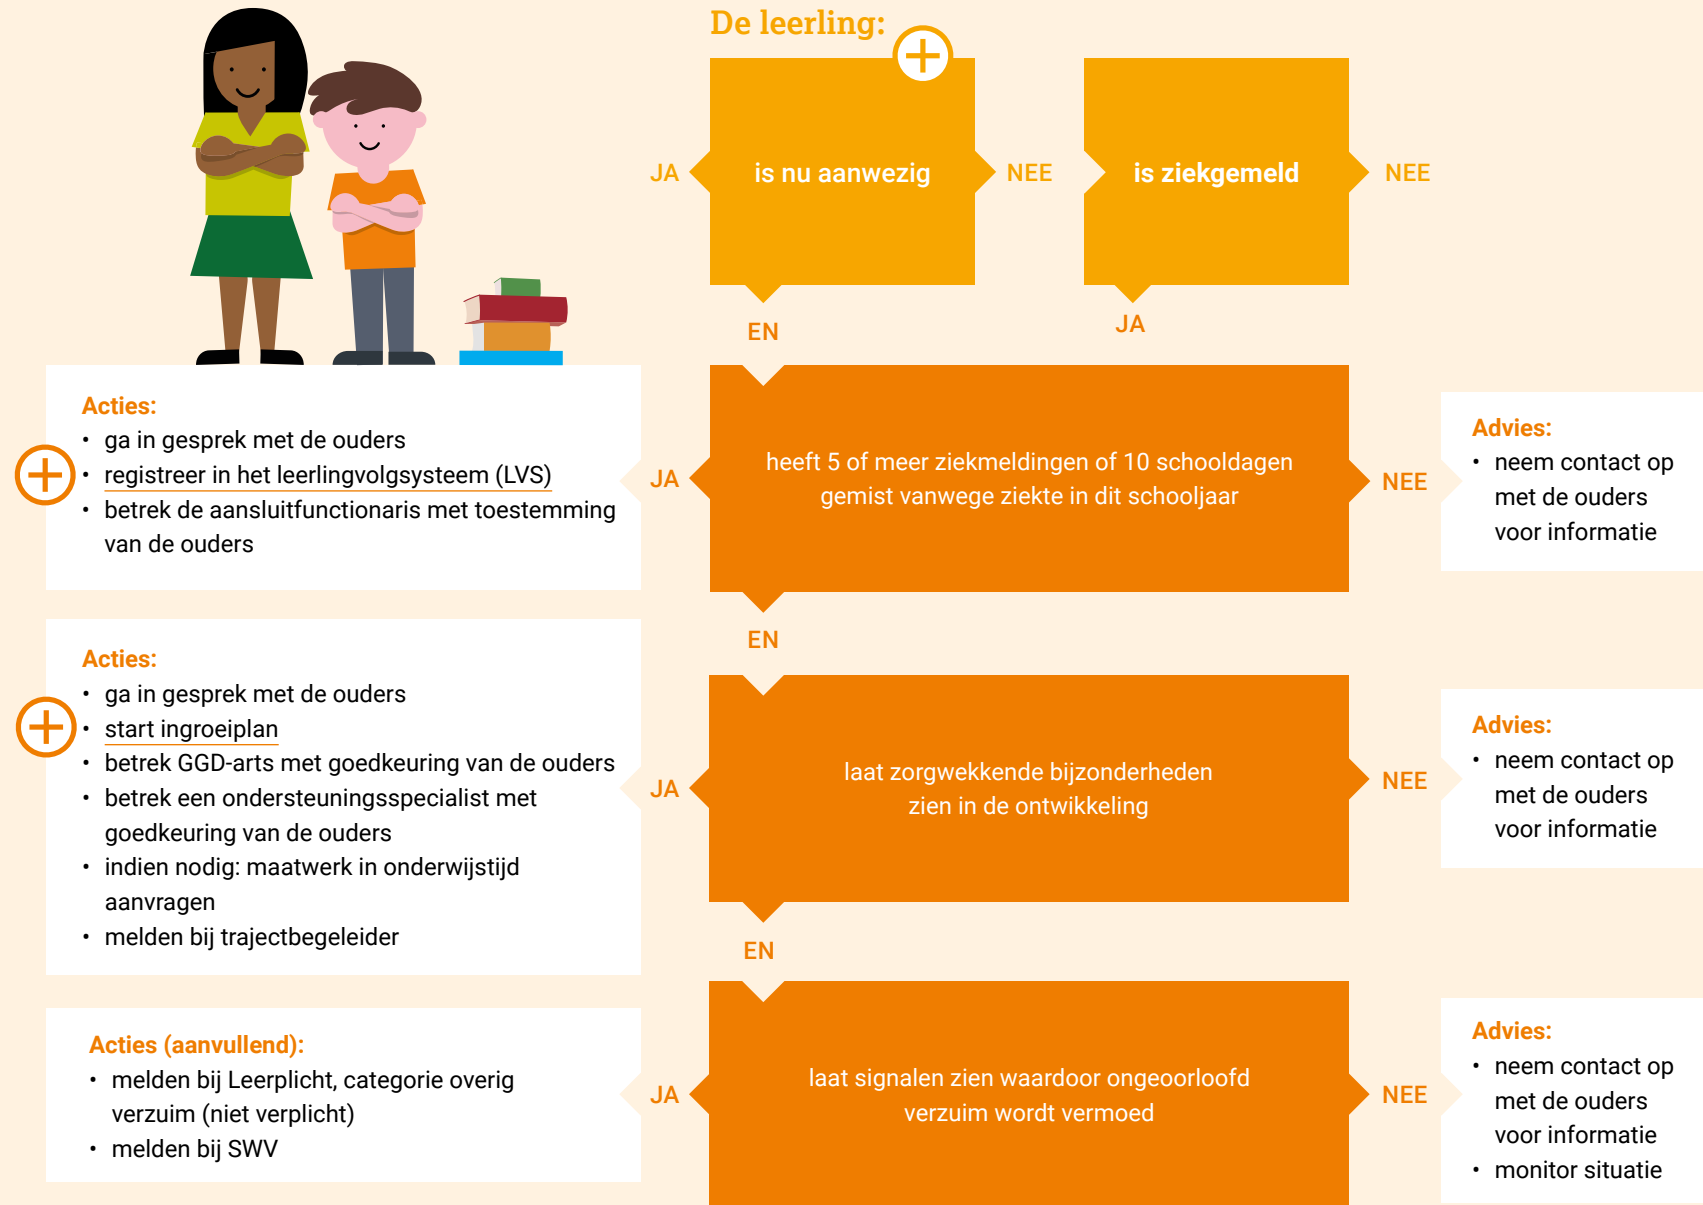 De leerling:
JA
is nu aanwezig
NEE
is ziekgemeld
NEE
EN
JA
Acties:
• ga in gesprek met de ouders
• registreer in het leerlingvolgsysteem (LVS)
• betrek de aansluitfunctionaris met toestemming
van de ouders
JA
heeft 5 of meer ziekmeldingen of 10 schooldagen
gemist vanwege ziekte in dit schooljaar
NEE
Advies:
• neem contact op
met de ouders
voor informatie
EN
Acties:
• ga in gesprek met de ouders
• start ingroeiplan
• betrek GGD-arts met goedkeuring van de ouders
• betrek een ondersteuningsspecialist met
goedkeuring van de ouders
• indien nodig: maatwerk in onderwijstijd
aanvragen
• melden bij trajectbegeleider
JA
laat zorgwekkende bijzonderheden
zien in de ontwikkeling
NEE
Advies:
• neem contact op
met de ouders
voor informatie
EN
Acties (aanvullend):
• melden bij Leerplicht, categorie overig
verzuim (niet verplicht)
• melden bij SWV
JA
laat signalen zien waardoor ongeoorloofd
verzuim wordt vermoed
NEE
Advies:
• neem contact op
met de ouders
voor informatie
• monitor situatie